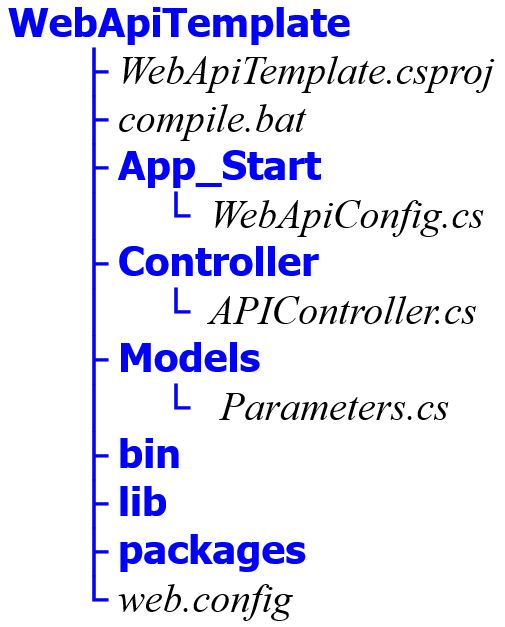 WebApiTemplate
WebApiTemplate.csproj
compile.bat
App_Start
WebApiConfig.cs
Controller
APIController.cs
Models
Parameters.cs
bin
lib
packages
web.config